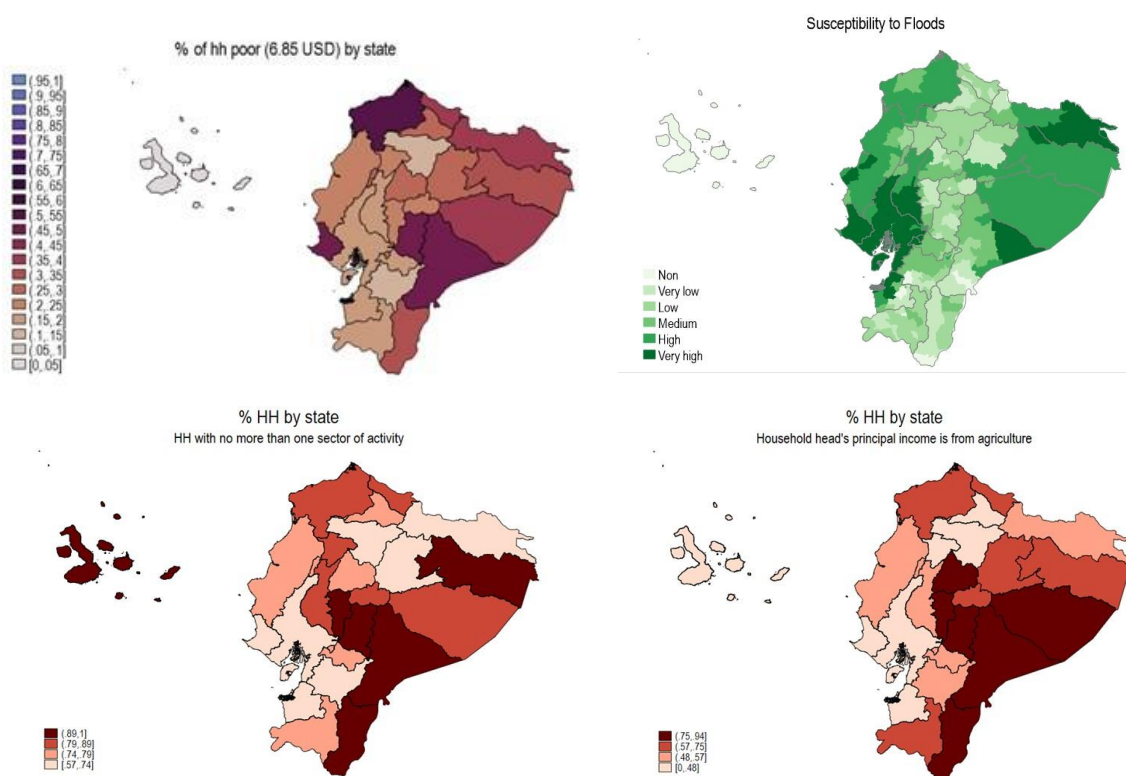 % of hh poor (6.85 USD) by state
(.95,1]
(.9,.95]
(.85,.9]
(.8,.85]
(.75,.8]
(.7,.75]
(.65,.7]
(.6,.65]
(.55,.6]
(.5,.55]
(.45,.5]
(.4,.45]
(.35,.4]
(.3,.35]
(.25,.3]
(.2,.25]
(.15,.2]
(.1,.15]
(.05,.1]
[0,.05]
Susceptibility to Floods
Non
Very low
Low
Medium
High
Very high
% HH by state
HH with no more than one sector of activity
(.89,1]
(.79,.89]
(.74,.79]
[.57,.74]
% HH by state
Household head's principal income is from agriculture
(.75,.94]
(.57,.75]
(.48,.57]
[0,.48]